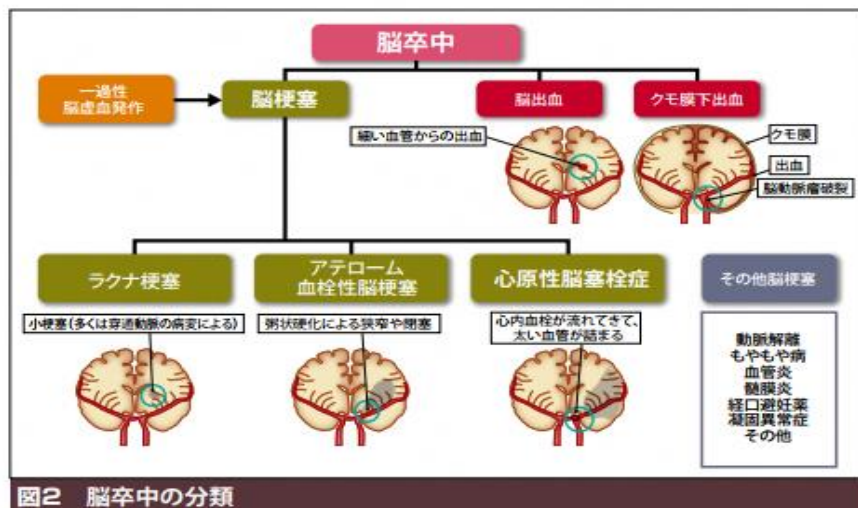 脳卒中
一過性
脳虚血発作
脳梗塞
脳出血
クモ膜下出血
細い血管からの出血
クモ膜
出血
脳動脈瘤破裂
ラクナ梗塞
アテローム
血栓性脳梗塞
心原性脳塞栓症
その他脳梗塞
小梗塞(多くは穿通動脈の病変による)
粥状硬化による狭窄や閉塞
心内血栓が流れてきて、
太い血管が詰まる
動脈解離
もやもや病
血管炎
髄膜炎
経口避妊薬
凝固異常症
その他
図2 脳卒中の分類